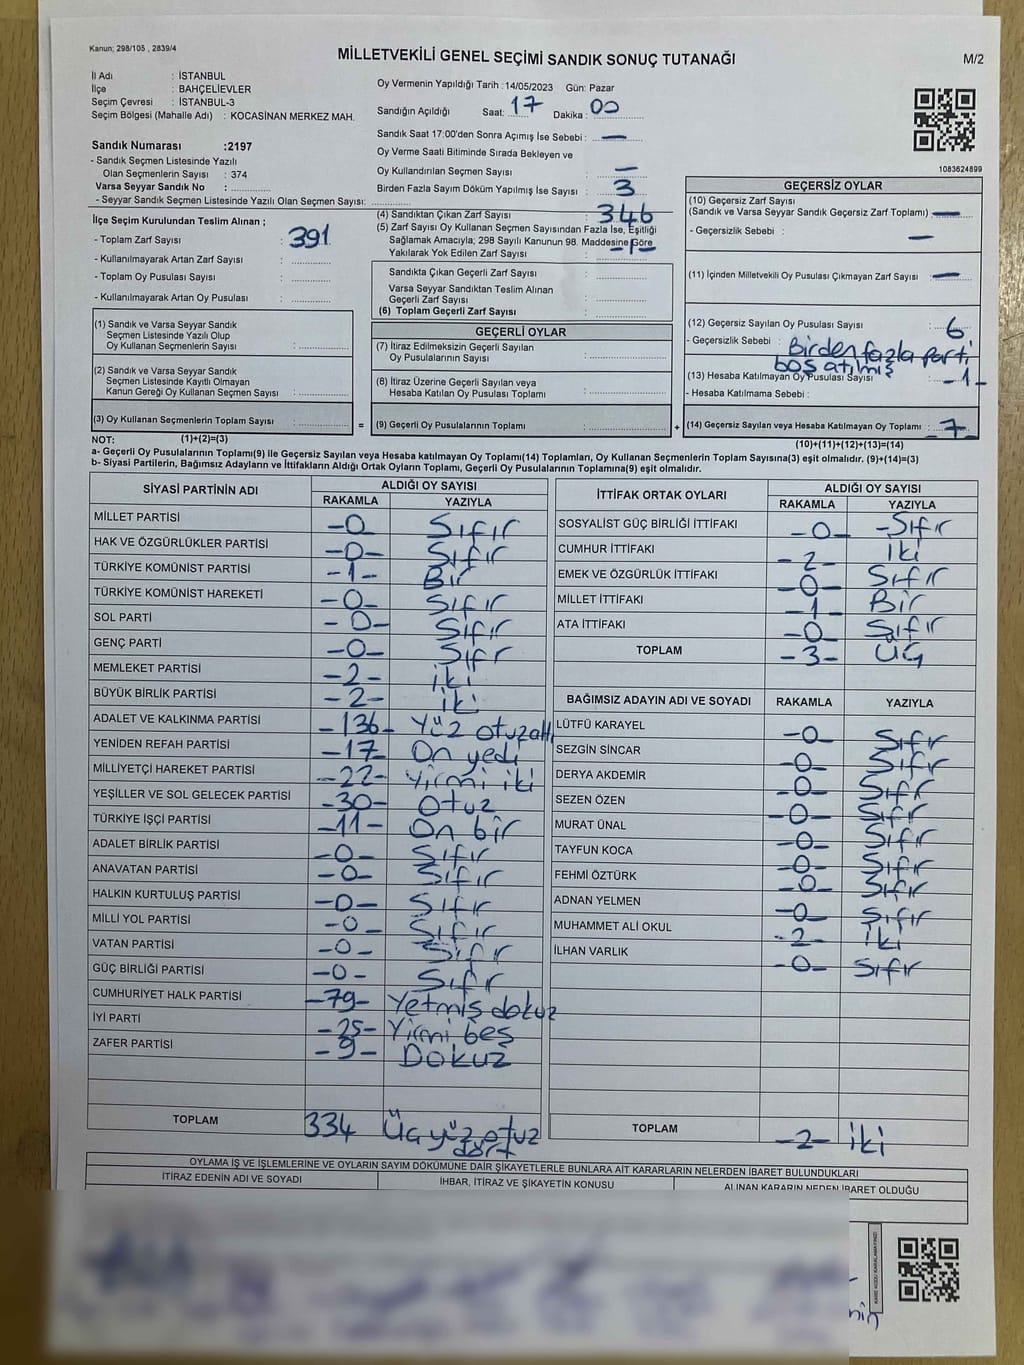 Kanun; 298/105 , 2839/4
MİLLETVEKİLİ GENEL SEÇİMİ SANDIK SONUÇ TUTANAĞI
M/2
İl Adı : İSTANBUL
İlçe : BAHÇELİEVLER
Seçim Çevresi : İSTANBUL-3
Seçim Bölgesi (Mahalle Adı) : KOCASİNAN MERKEZ MAH.
Sandık Numarası :2197
- Sandık Seçmen Listesinde Yazılı
Olan Seçmenlerin Sayısı : 374
Varsa Seyyar Sandık No : ..............
- Seyyar Sandık Seçmen Listesinde Yazılı Olan Seçmen Sayısı: ..............
Oy Vermenin Yapıldığı Tarih :14/05/2023 Gün: Pazar
Sandığın Açıldığı Saat: 17 Dakika : 00
Sandık Saat 17:00'den Sonra Açımış İse Sebebi : —
Oy Verme Saati Bitiminde Sırada Bekleyen ve
Oy Kullandırılan Seçmen Sayısı : —
Birden Fazla Sayım Döküm Yapılmış İse Sayısı : 3
1083624899
İlçe Seçim Kurulundan Teslim Alınan ;
- Toplam Zarf Sayısı : 391
- Kullanılmayarak Artan Zarf Sayısı : ..............
- Toplam Oy Pusulası Sayısı : ..............
- Kullanılmayarak Artan Oy Pusulası : ..............
(4) Sandıktan Çıkan Zarf Sayısı : 346
(5) Zarf Sayısı Oy Kullanan Seçmen Sayısından Fazla İse, Eşitliği
Sağlamak Amacıyla; 298 Sayılı Kanunun 98. Maddesine Göre
Yakılarak Yok Edilen Zarf Sayısı : -1-
Sandıkta Çıkan Geçerli Zarf Sayısı : ..............
Varsa Seyyar Sandıktan Teslim Alınan
Geçerli Zarf Sayısı : ..............
(6) Toplam Geçerli Zarf Sayısı : ..............
GEÇERSİZ OYLAR
(10) Geçersiz Zarf Sayısı
(Sandık ve Varsa Seyyar Sandık Geçersiz Zarf Toplamı) : —
- Geçersizlik Sebebi : —
(11) İçinden Milletvekili Oy Pusulası Çıkmayan Zarf Sayısı : —
(12) Geçersiz Sayılan Oy Pusulası Sayısı : 6
- Geçersizlik Sebebi : Birden fazla parti
boş atılmış
(13) Hesaba Katılmayan Oy Pusulası Sayısı : -1-
- Hesaba Katılmama Sebebi :
(14) Geçersiz Sayılan veya Hesaba Katılmayan Oy Toplamı : -7-
(1) Sandık ve Varsa Seyyar Sandık
Seçmen Listesinde Yazılı Olup
Oy Kullanan Seçmenlerin Sayısı : ..............
(2) Sandık ve Varsa Seyyar Sandık
Seçmen Listesinde Kayıtlı Olmayan
Kanun Gereği Oy Kullanan Seçmen Sayısı : ..............
(3) Oy Kullanan Seçmenlerin Toplam Sayısı : ..............
GEÇERLİ OYLAR
(7) İtiraz Edilmeksizin Geçerli Sayılan
Oy Pusulalarının Sayısı : ..............
(8) İtiraz Üzerine Geçerli Sayılan veya
Hesaba Katılan Oy Pusulası Toplamı : ..............
= (9) Geçerli Oy Pusulalarının Toplamı : .............. +
NOT: (1)+(2)=(3) (10)+(11)+(12)+(13)=(14)
a- Geçerli Oy Pusulalarının Toplamı(9) İle Geçersiz Sayılan veya Hesaba katılmayan Oy Toplamı(14) Toplamları, Oy Kullanan Seçmenlerin Toplam Sayısına(3) eşit olmalıdır. (9)+(14)=(3)
b- Siyasi Partilerin, Bağımsız Adayların ve İttifakların Aldığı Ortak Oyların Toplamı, Geçerli Oy Pusulalarının Toplamına(9) eşit olmalıdır.
SİYASİ PARTİNİN ADI ALDIĞI OY SAYISI
RAKAMLA YAZIYLA
MİLLET PARTİSİ -0- Sıfır
HAK VE ÖZGÜRLÜKLER PARTİSİ -0- Sıfır
TÜRKİYE KOMÜNİST PARTİSİ -1- Bir
TÜRKİYE KOMÜNİST HAREKETİ -0- Sıfır
SOL PARTİ -0- Sıfır
GENÇ PARTİ -0- Sıfır
MEMLEKET PARTİSİ -2- iki
BÜYÜK BİRLİK PARTİSİ -2- iki
ADALET VE KALKINMA PARTİSİ -136- Yüz otuzaltı
YENİDEN REFAH PARTİSİ -17- On yedi
MİLLİYETÇİ HAREKET PARTİSİ -22- Yirmi iki
YEŞİLLER VE SOL GELECEK PARTİSİ -30- Otuz
TÜRKİYE İŞÇİ PARTİSİ -11- On bir
ADALET BİRLİK PARTİSİ -0- Sıfır
ANAVATAN PARTİSİ -0- Sıfır
HALKIN KURTULUŞ PARTİSİ -0- Sıfır
MİLLİ YOL PARTİSİ -0- Sıfır
VATAN PARTİSİ -0- Sıfır
GÜÇ BİRLİĞİ PARTİSİ -0- Sıfır
CUMHURİYET HALK PARTİSİ -79- Yetmiş dokuz
İYİ PARTİ -25- Yirmi beş
ZAFER PARTİSİ -9- Dokuz
TOPLAM 334 Üç yüz otuz
dört
İTTİFAK ORTAK OYLARI ALDIĞI OY SAYISI
RAKAMLA YAZIYLA
SOSYALİST GÜÇ BİRLİĞİ İTTİFAKI -0- -Sıfır
CUMHUR İTTİFAKI -2- iki
EMEK VE ÖZGÜRLÜK İTTİFAKI -0- Sıfır
MİLLET İTTİFAKI -1- Bir
ATA İTTİFAKI -0- Sıfır
TOPLAM -3- Üç
BAĞIMSIZ ADAYIN ADI VE SOYADI RAKAMLA YAZIYLA
LÜTFÜ KARAYEL -0- Sıfır
SEZGİN SİNCAR -0- Sıfır
DERYA AKDEMİR -0- Sıfır
SEZEN ÖZEN -0- Sıfır
MURAT ÜNAL -0- Sıfır
TAYFUN KOCA -0- Sıfır
FEHMİ ÖZTÜRK -0- Sıfır
ADNAN YELMEN -0- Sıfır
MUHAMMET ALİ OKUL -2- İki
İLHAN VARLIK -0- Sıfır
TOPLAM -2- İki
OYLAMA İŞ VE İŞLEMLERİNE VE OYLARIN SAYIM DÖKÜMÜNE DAİR ŞİKAYETLERLE BUNLARA AİT KARARLARIN NELERDEN İBARET BULUNDUKLARI
İTİRAZ EDENİN ADI VE SOYADI İHBAR, İTİRAZ VE ŞİKAYETİN KONUSU ALINAN KARARIN NEDEN İBARET OLDUĞU